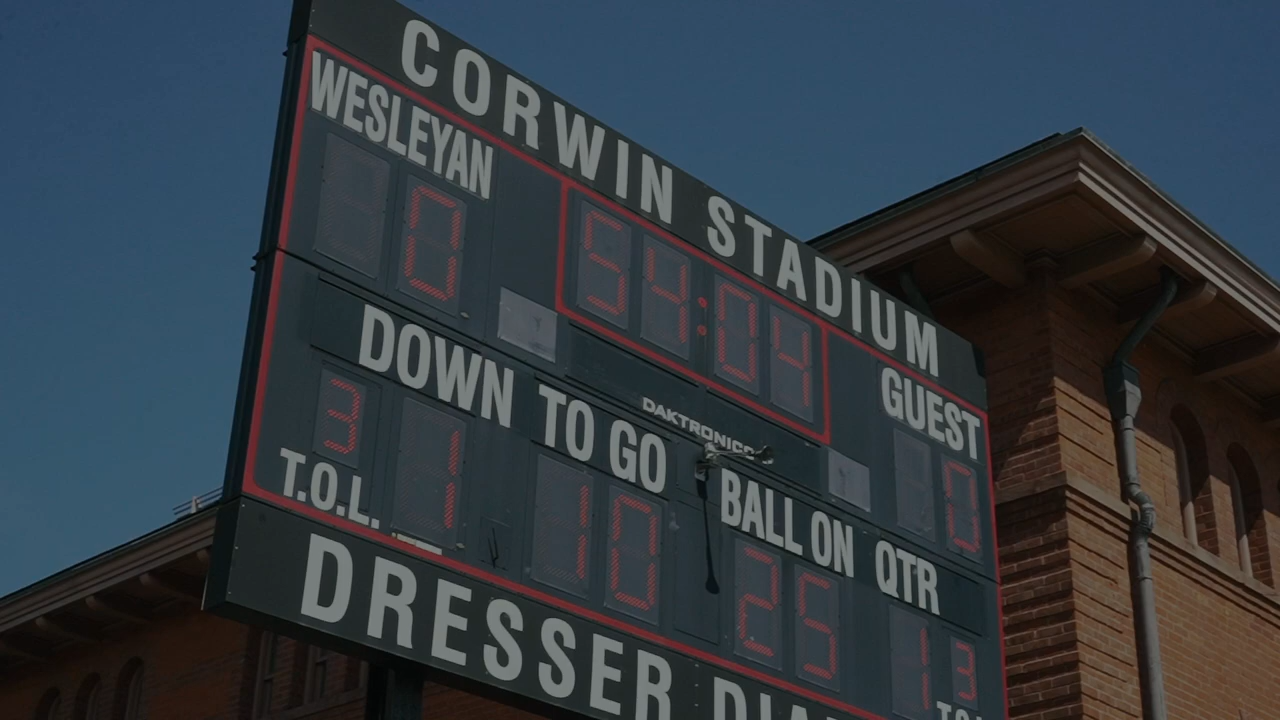 CORWIN STADIUM
WESLEYAN
0
54:04
GUEST
0
DAKTRONICS
DOWN TO GO
BALL ON QTR
3 1 10 25 1 3
T.O.L.
DRESSER